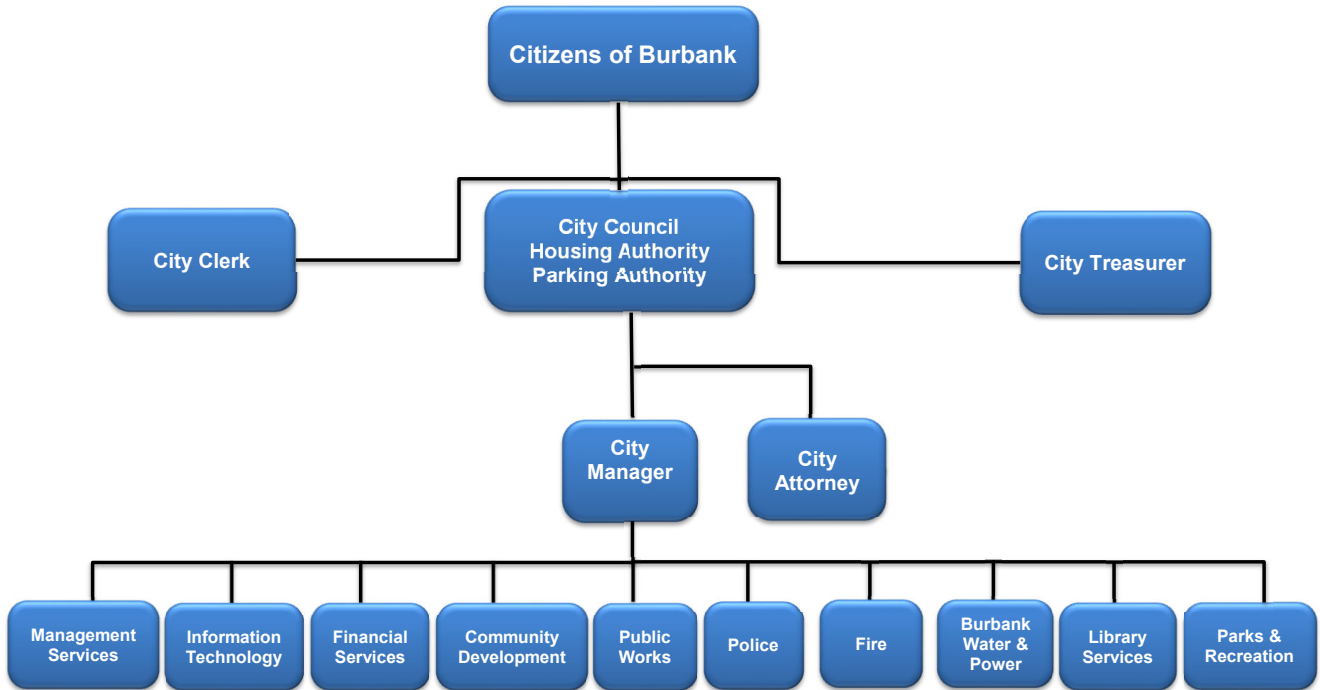 Citizens of Burbank
City Clerk
City Council
Housing Authority
Parking Authority
City Treasurer
City
Manager
City
Attorney
Management
Services
Information
Technology
Financial
Services
Community
Development
Public
Works
Police
Fire
Burbank
Water &
Power
Library
Services
Parks &
Recreation